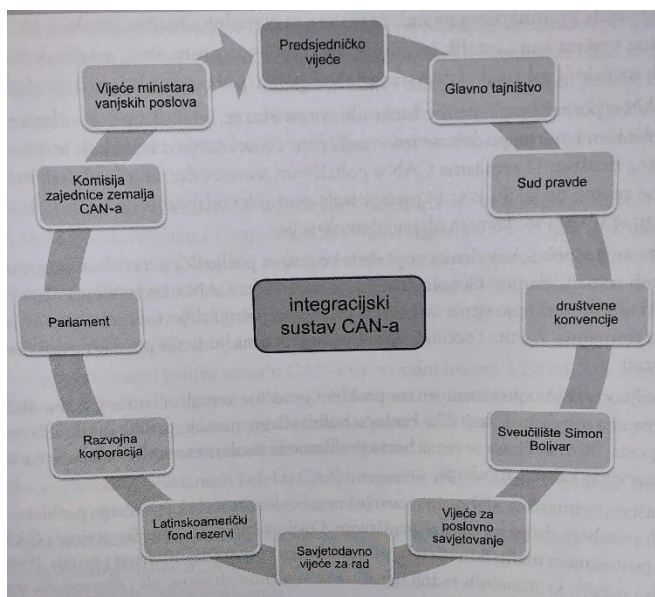 Predsjedničko
vijeće
Glavno tajništvo
Sud pravde
društvene
konvencije
Sveučilište Simon
Bolivar
Vijeće za
poslovno
savjetovanje
Savjetodavno
vijeće za rad
Latinskoamerički
fond rezervi
Razvojna
korporacija
Parlament
Komisija
zajednice zemalja
CAN-a
Vijeće ministara
vanjskih poslova
integracijski
sustav CAN-a